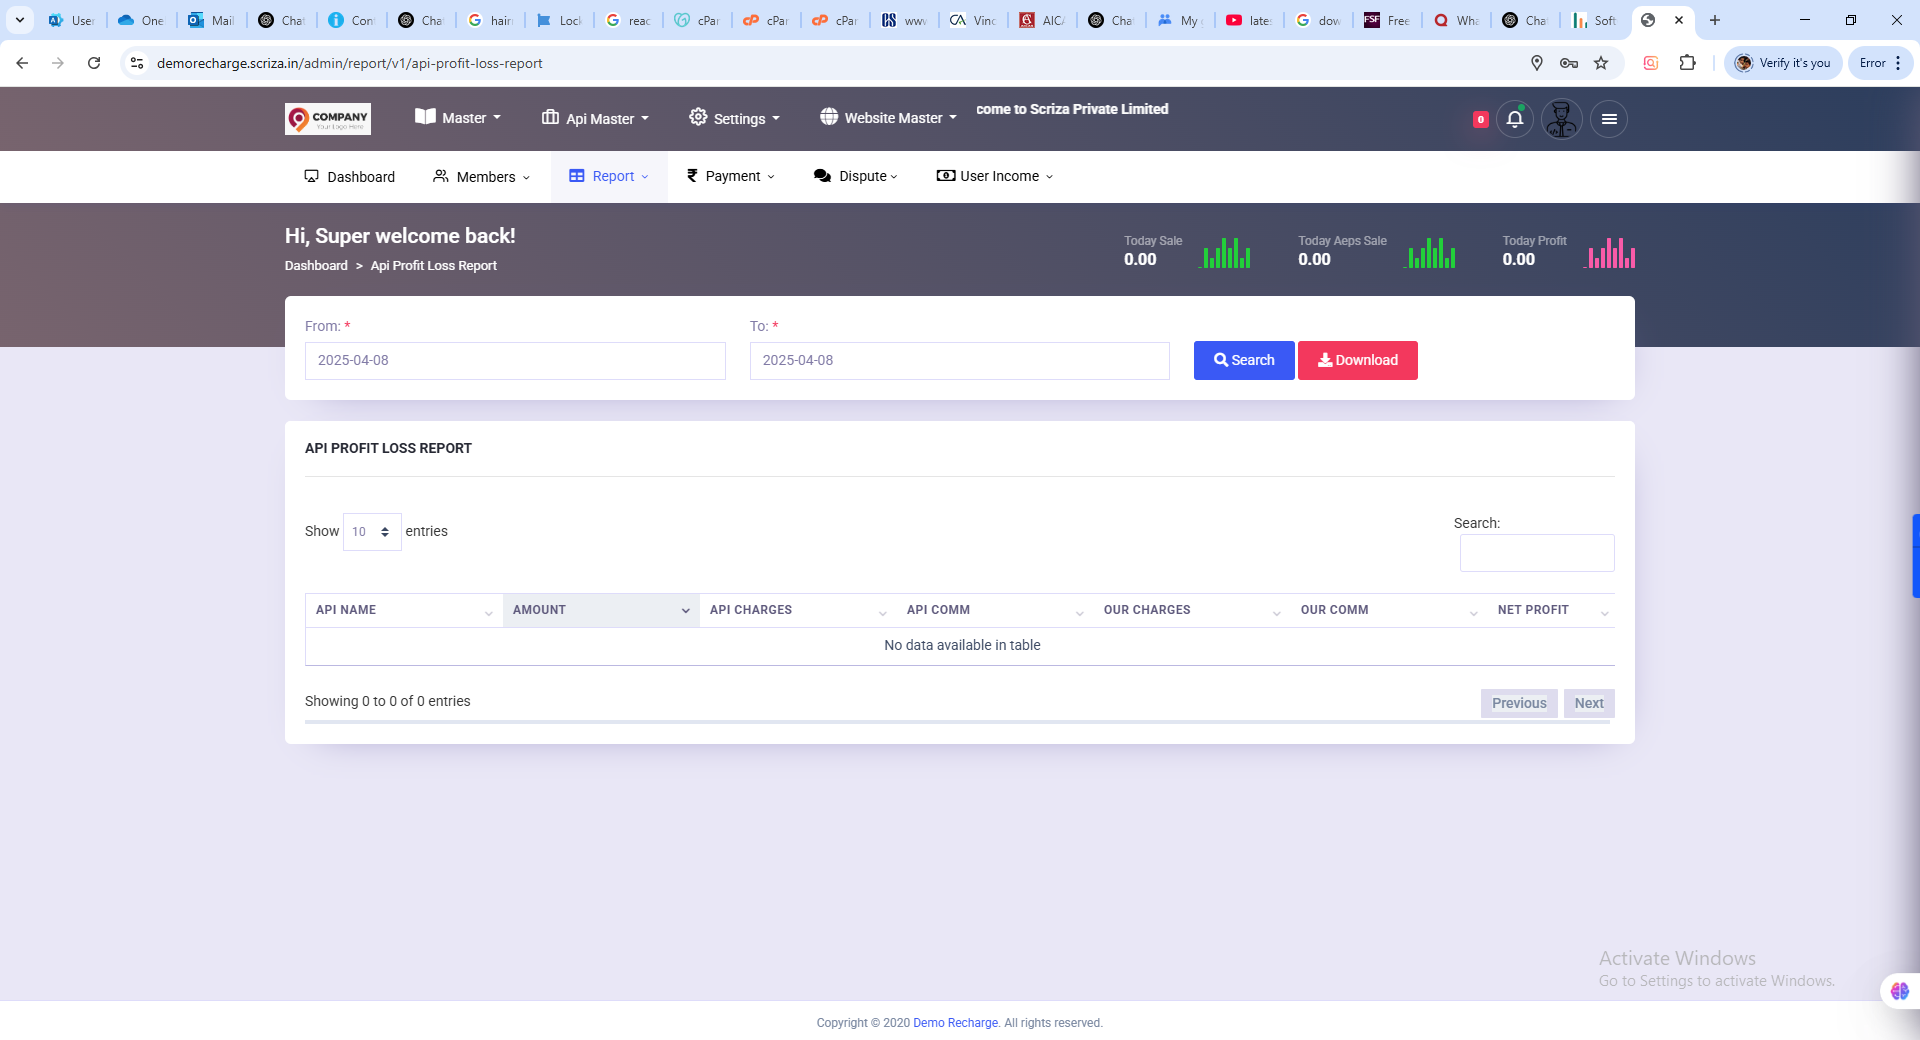 User
One
Mail
Chat
Con
Chat
hair
Lock
reac
cPar
cPar
cPar
www
Vinc
AICA
Chat
My
late
dow
Free
Wha
Chat
Soft
demorecharge.scriza.in/admin/report/v1/api-profit-loss-report
Verify it's you
Error
COMPANY
Your Logo Here
Master
Api Master
Settings
Website Master
come to Scriza Private Limited
0
Dashboard
Members
Report
Payment
Dispute
User Income
Hi, Super welcome back!
Dashboard > Api Profit Loss Report
Today Sale
0.00
Today Aeps Sale
0.00
Today Profit
0.00
From: *
To: *
2025-04-08
2025-04-08
Search
Download
API PROFIT LOSS REPORT
Show 10 entries
Search:
API NAME AMOUNT API CHARGES API COMM OUR CHARGES OUR COMM NET PROFIT
No data available in table
Showing 0 to 0 of 0 entries
Previous Next
Activate Windows
Go to Settings to activate Windows.
Copyright © 2020 Demo Recharge. All rights reserved.